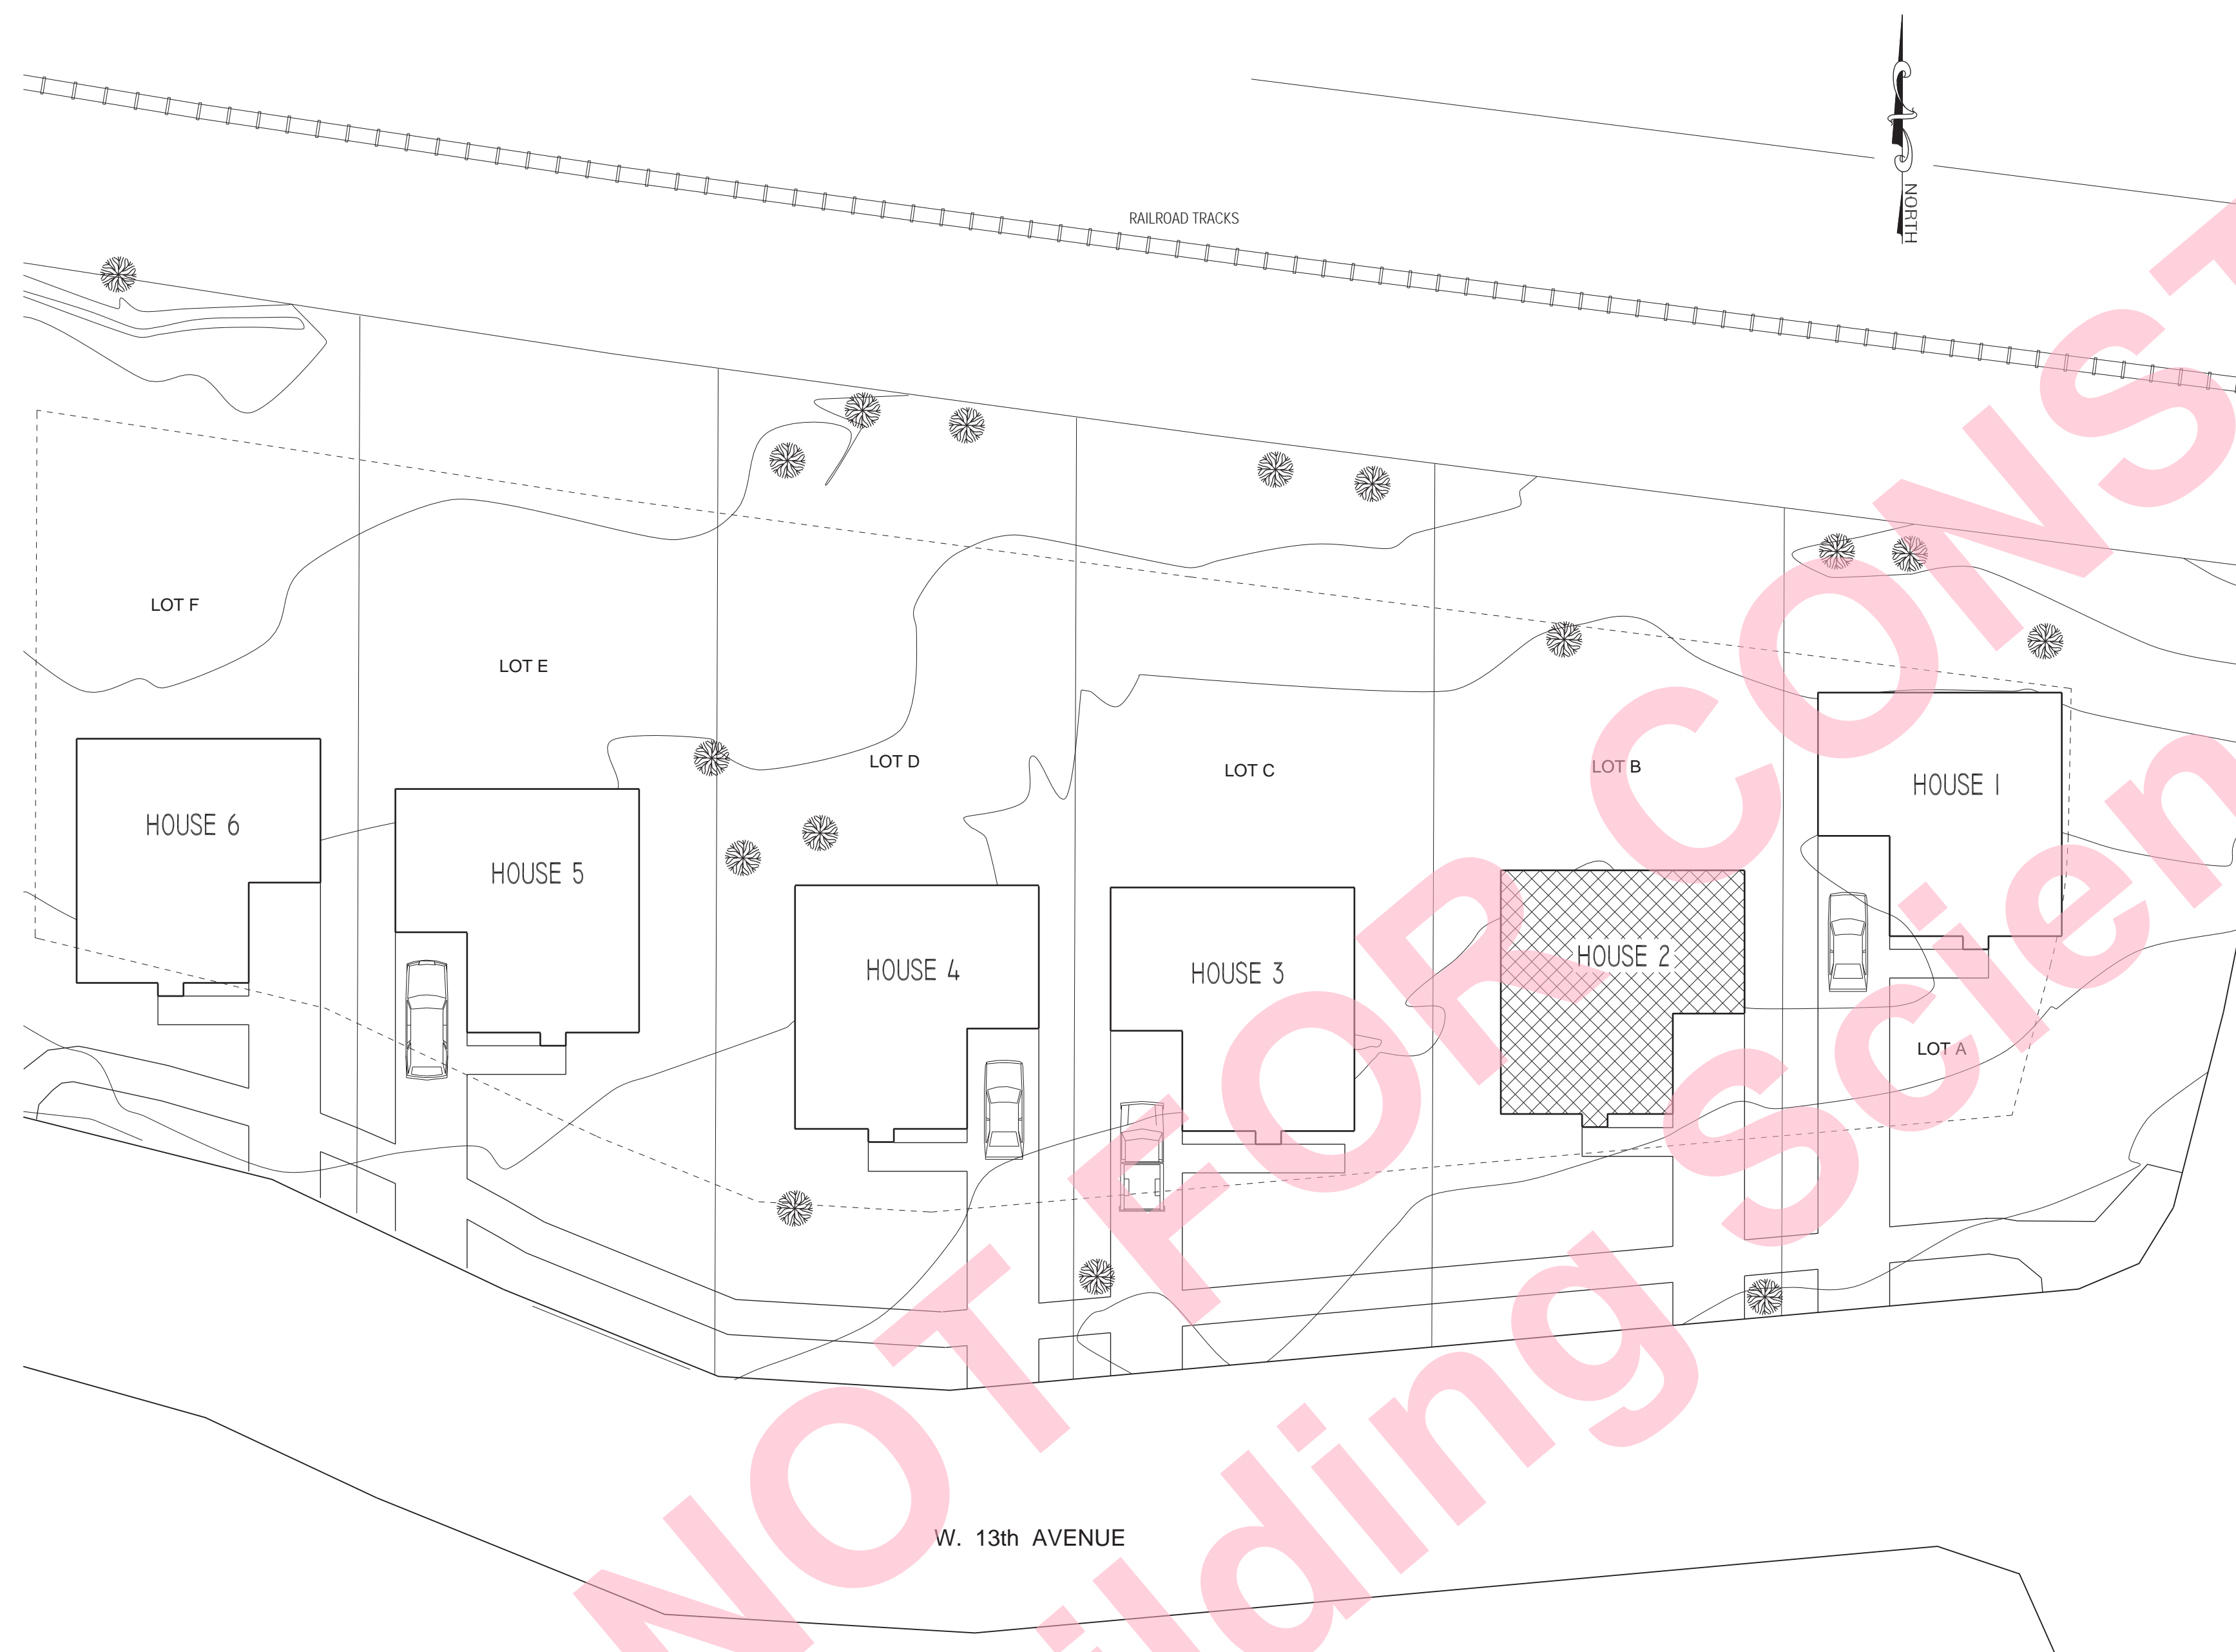 NORTH
RAILROAD TRACKS
LOT F
LOT E
LOT D
LOT C
LOT B
HOUSE 1
HOUSE 6
HOUSE 5
HOUSE 4
HOUSE 3
HOUSE 2
LOT A
W. 13th AVENUE
NOT FOR CONST
ilding Scien